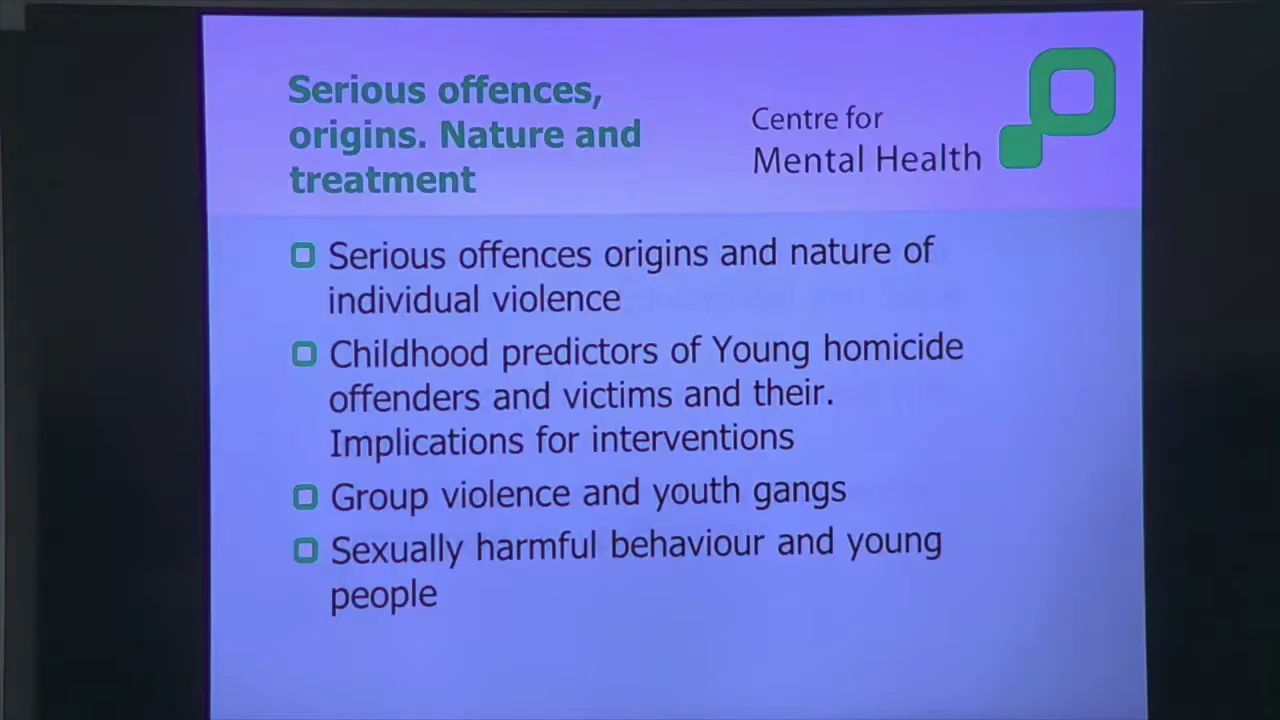 Serious offences,
origins. Nature and
treatment
Centre for
Mental Health
Serious offences origins and nature of
individual violence
Childhood predictors of Young homicide
offenders and victims and their.
Implications for interventions
Group violence and youth gangs
Sexually harmful behaviour and young
people